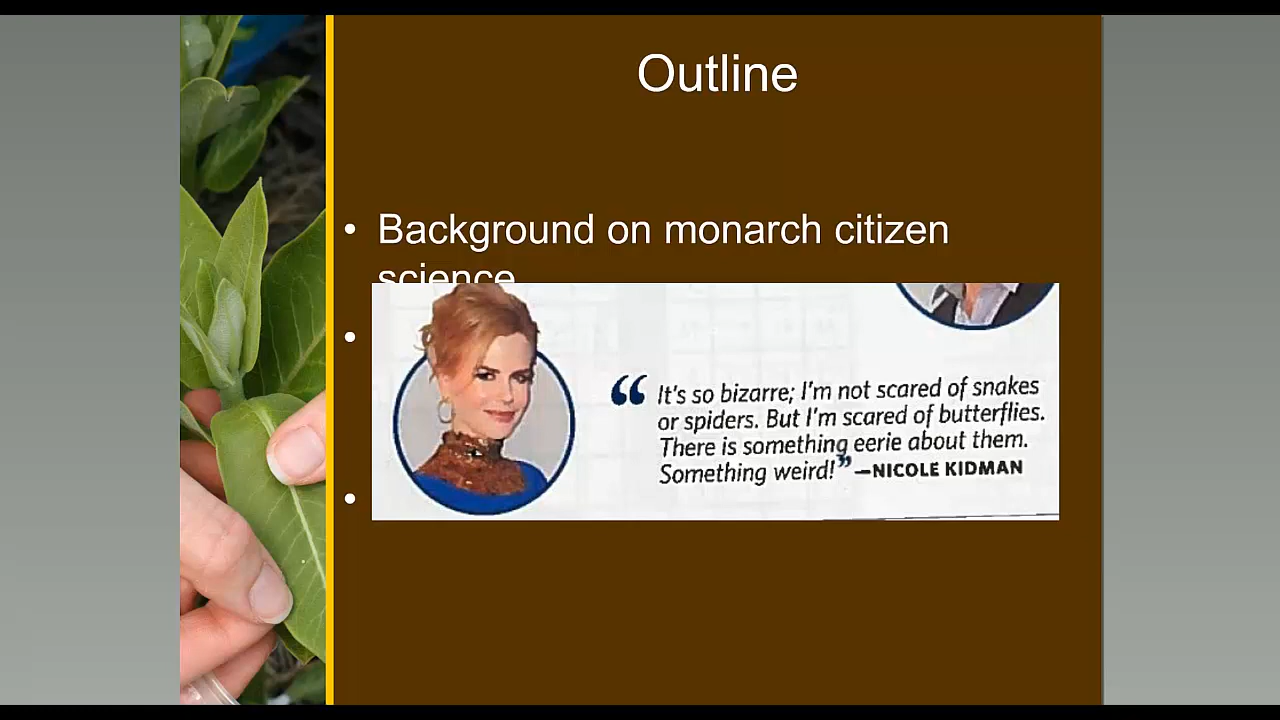 Outline
• Background on monarch citizen
science
•
“ It's so bizarre; I'm not scared of snakes
or spiders. But I'm scared of butterflies.
There is something eerie about them.
Something weird!” —NICOLE KIDMAN
•